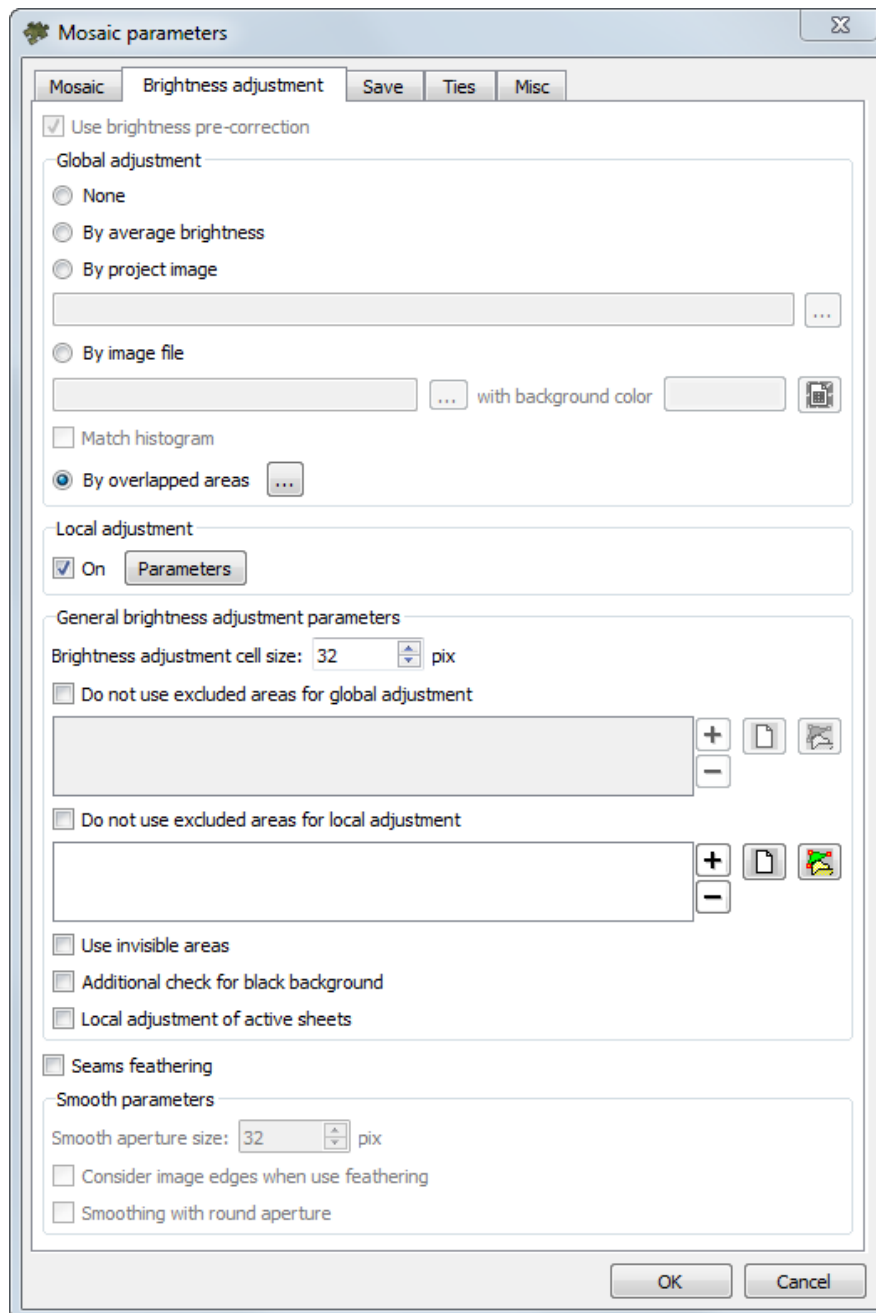 Mosaic parameters
Mosaic Brightness adjustment Save Ties Misc
Use brightness pre-correction
Global adjustment
None
By average brightness
By project image
...
By image file
... with background color
Match histogram
By overlapped areas ...
Local adjustment
On Parameters
General brightness adjustment parameters
Brightness adjustment cell size: 32 pix
Do not use excluded areas for global adjustment
+
−
Do not use excluded areas for local adjustment
+
−
Use invisible areas
Additional check for black background
Local adjustment of active sheets
Seams feathering
Smooth parameters
Smooth aperture size: 32 pix
Consider image edges when use feathering
Smoothing with round aperture
OK Cancel